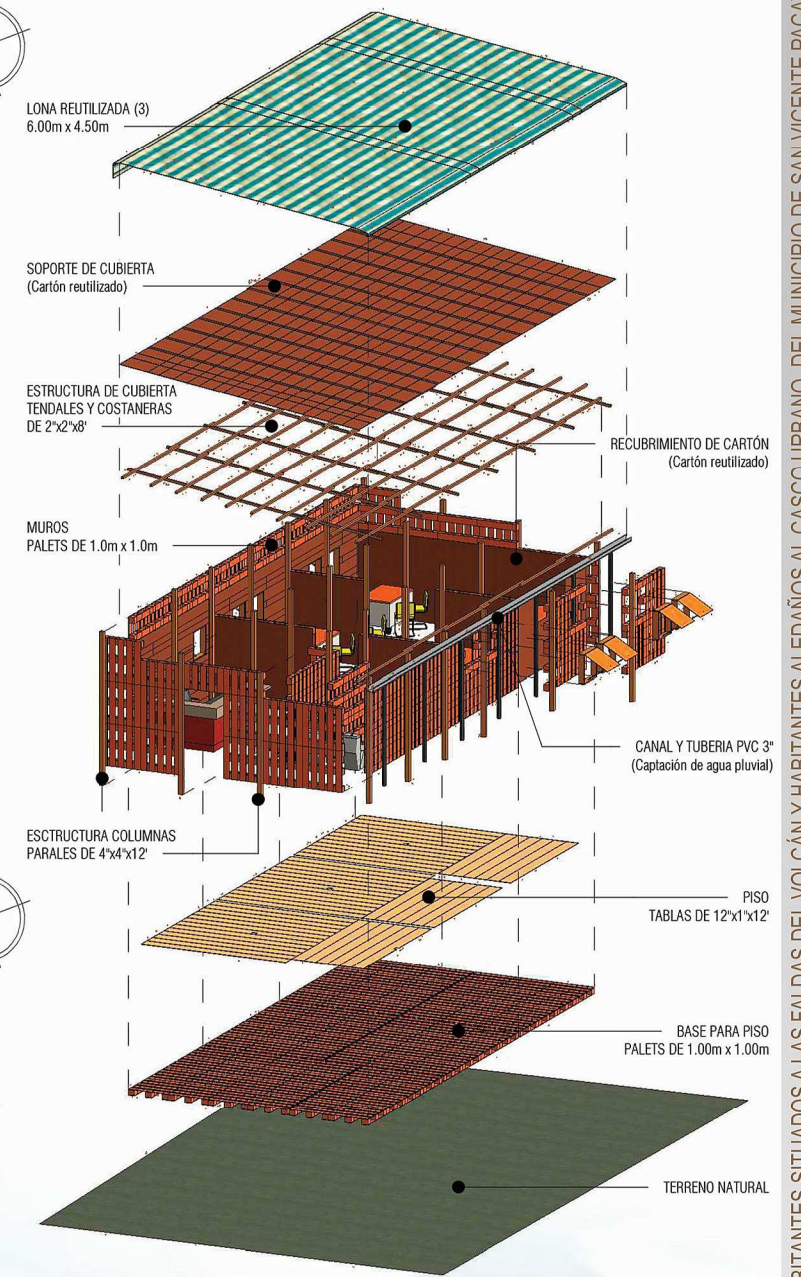 LONA REUTILIZADA (3)
6.00m x 4.50m
SOPORTE DE CUBIERTA
(Cartón reutilizado)
ESTRUCTURA DE CUBIERTA
TENDALES Y COSTANERAS
DE 2"x2"x8'
RECUBRIMIENTO DE CARTÓN
(Cartón reutilizado)
MUROS
PALETS DE 1.0m x 1.0m
CANAL Y TUBERIA PVC 3"
(Captación de agua pluvial)
ESCTRUCTURA COLUMNAS
PARALES DE 4"x4"x12'
PISO
TABLAS DE 12"x1"x12'
BASE PARA PISO
PALETS DE 1.00m x 1.00m
TERRENO NATURAL
SITUADOS A LAS FALDAS DEL VOLCÁN Y HABITANTES ALEDAÑOS AL CASCO URBANO, DEL MUNICIPIO DE SAN VICENTE